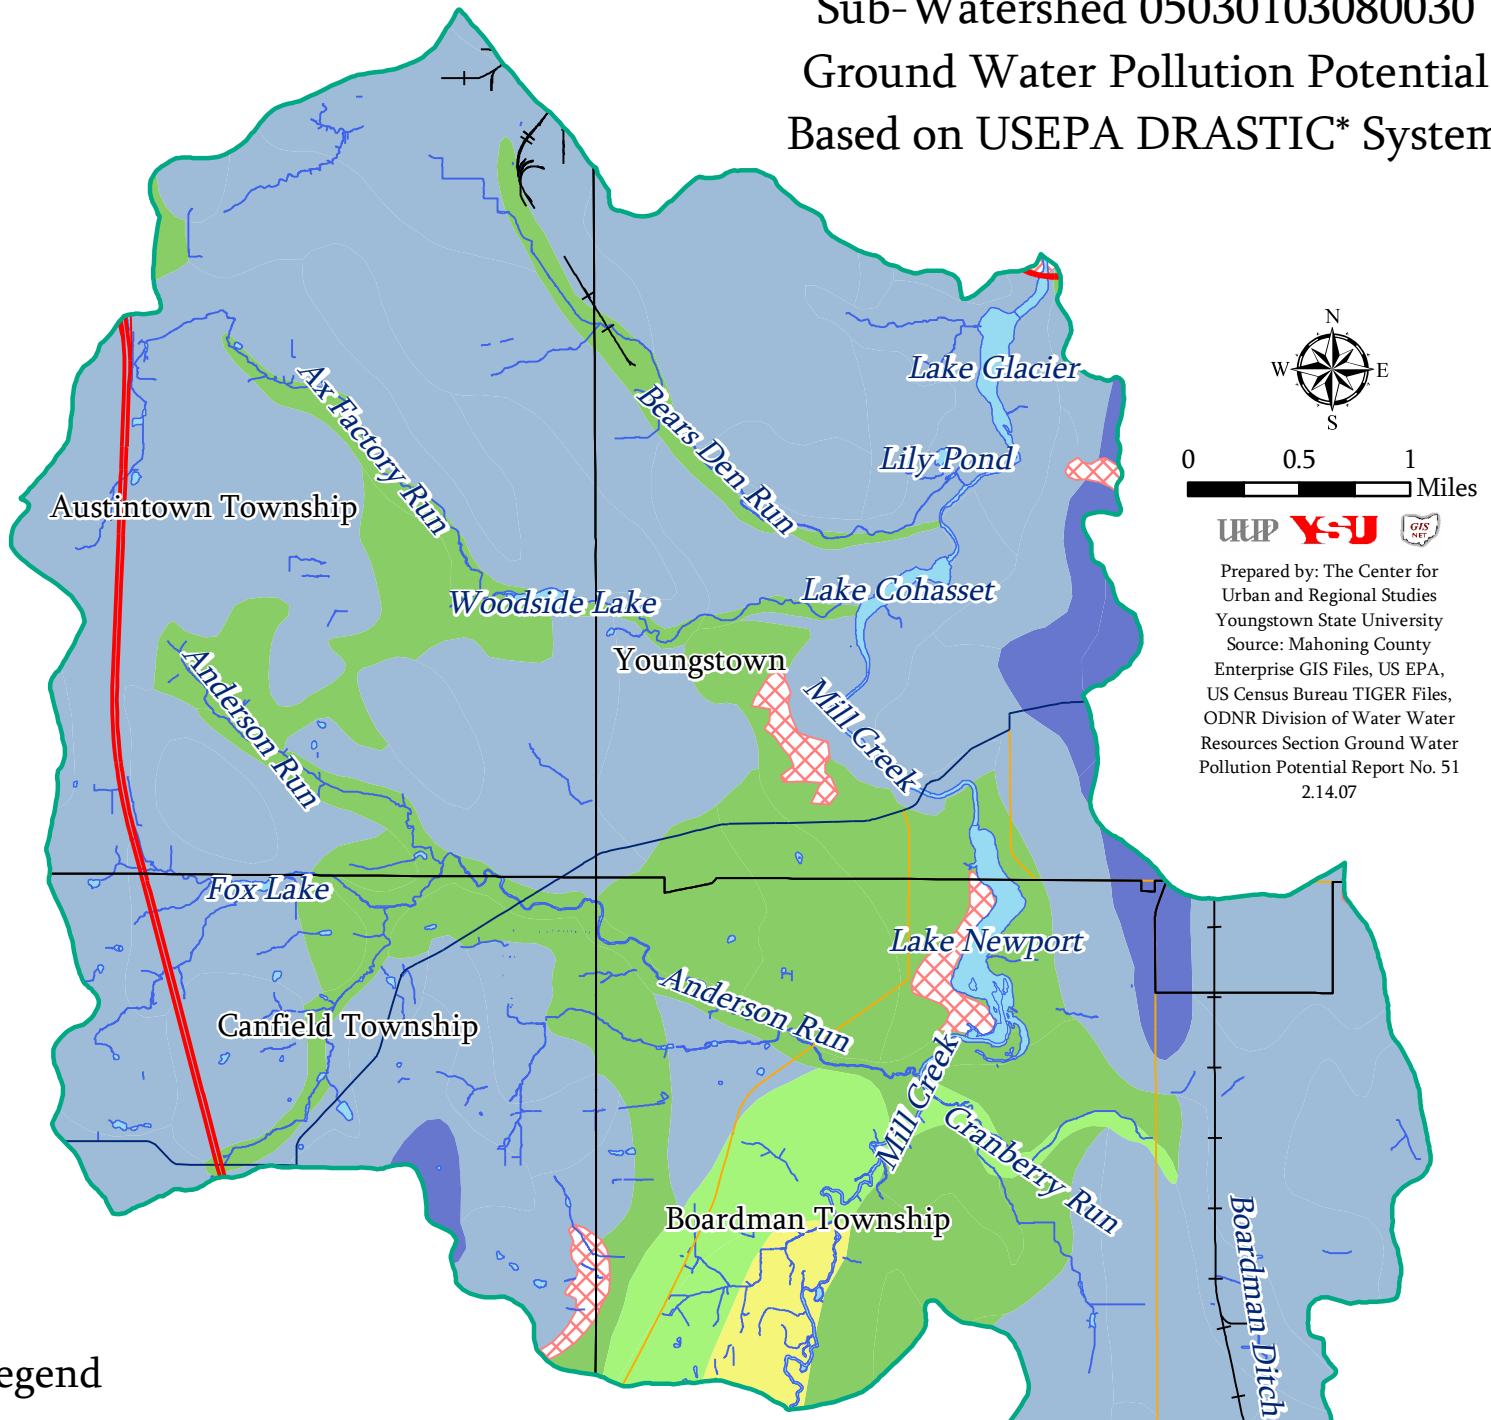 Sub-Watershed 05030103080030
Ground Water Pollution Potential
Based on USEPA DRASTIC* System
N
W E
S
0 0.5 1
Miles
UUP YSU GIS NET
Prepared by: The Center for
Urban and Regional Studies
Youngstown State University
Source: Mahoning County
Enterprise GIS Files, US EPA,
US Census Bureau TIGER Files,
ODNR Division of Water Water
Resources Section Ground Water
Pollution Potential Report No. 51
2.14.07
Lake Glacier
Ax Factory Run
Bears Den Run
Lily Pond
Austintown Township
Woodside Lake
Lake Cohasset
Youngstown
Anderson Run
Mill Creek
Fox Lake
Lake Newport
Anderson Run
Canfield Township
Mill Creek
Cranberry Run
Boardman Township
Boardman Ditch
egend